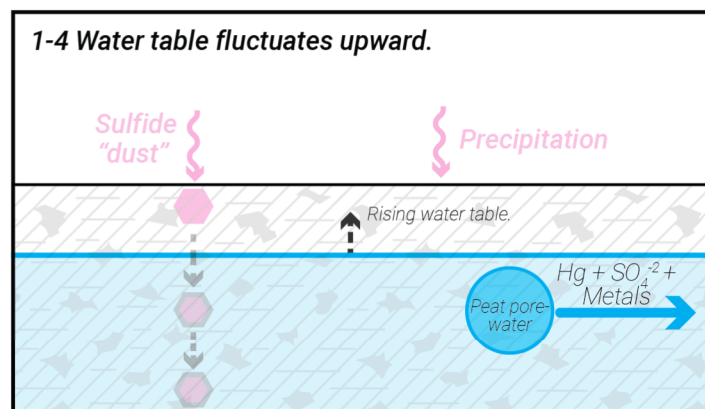 1-4 Water table fluctuates upward.
Sulfide
“dust”
Precipitation
Rising water table.
Hg + SO₄⁻² +
Metals
Peat pore-
water